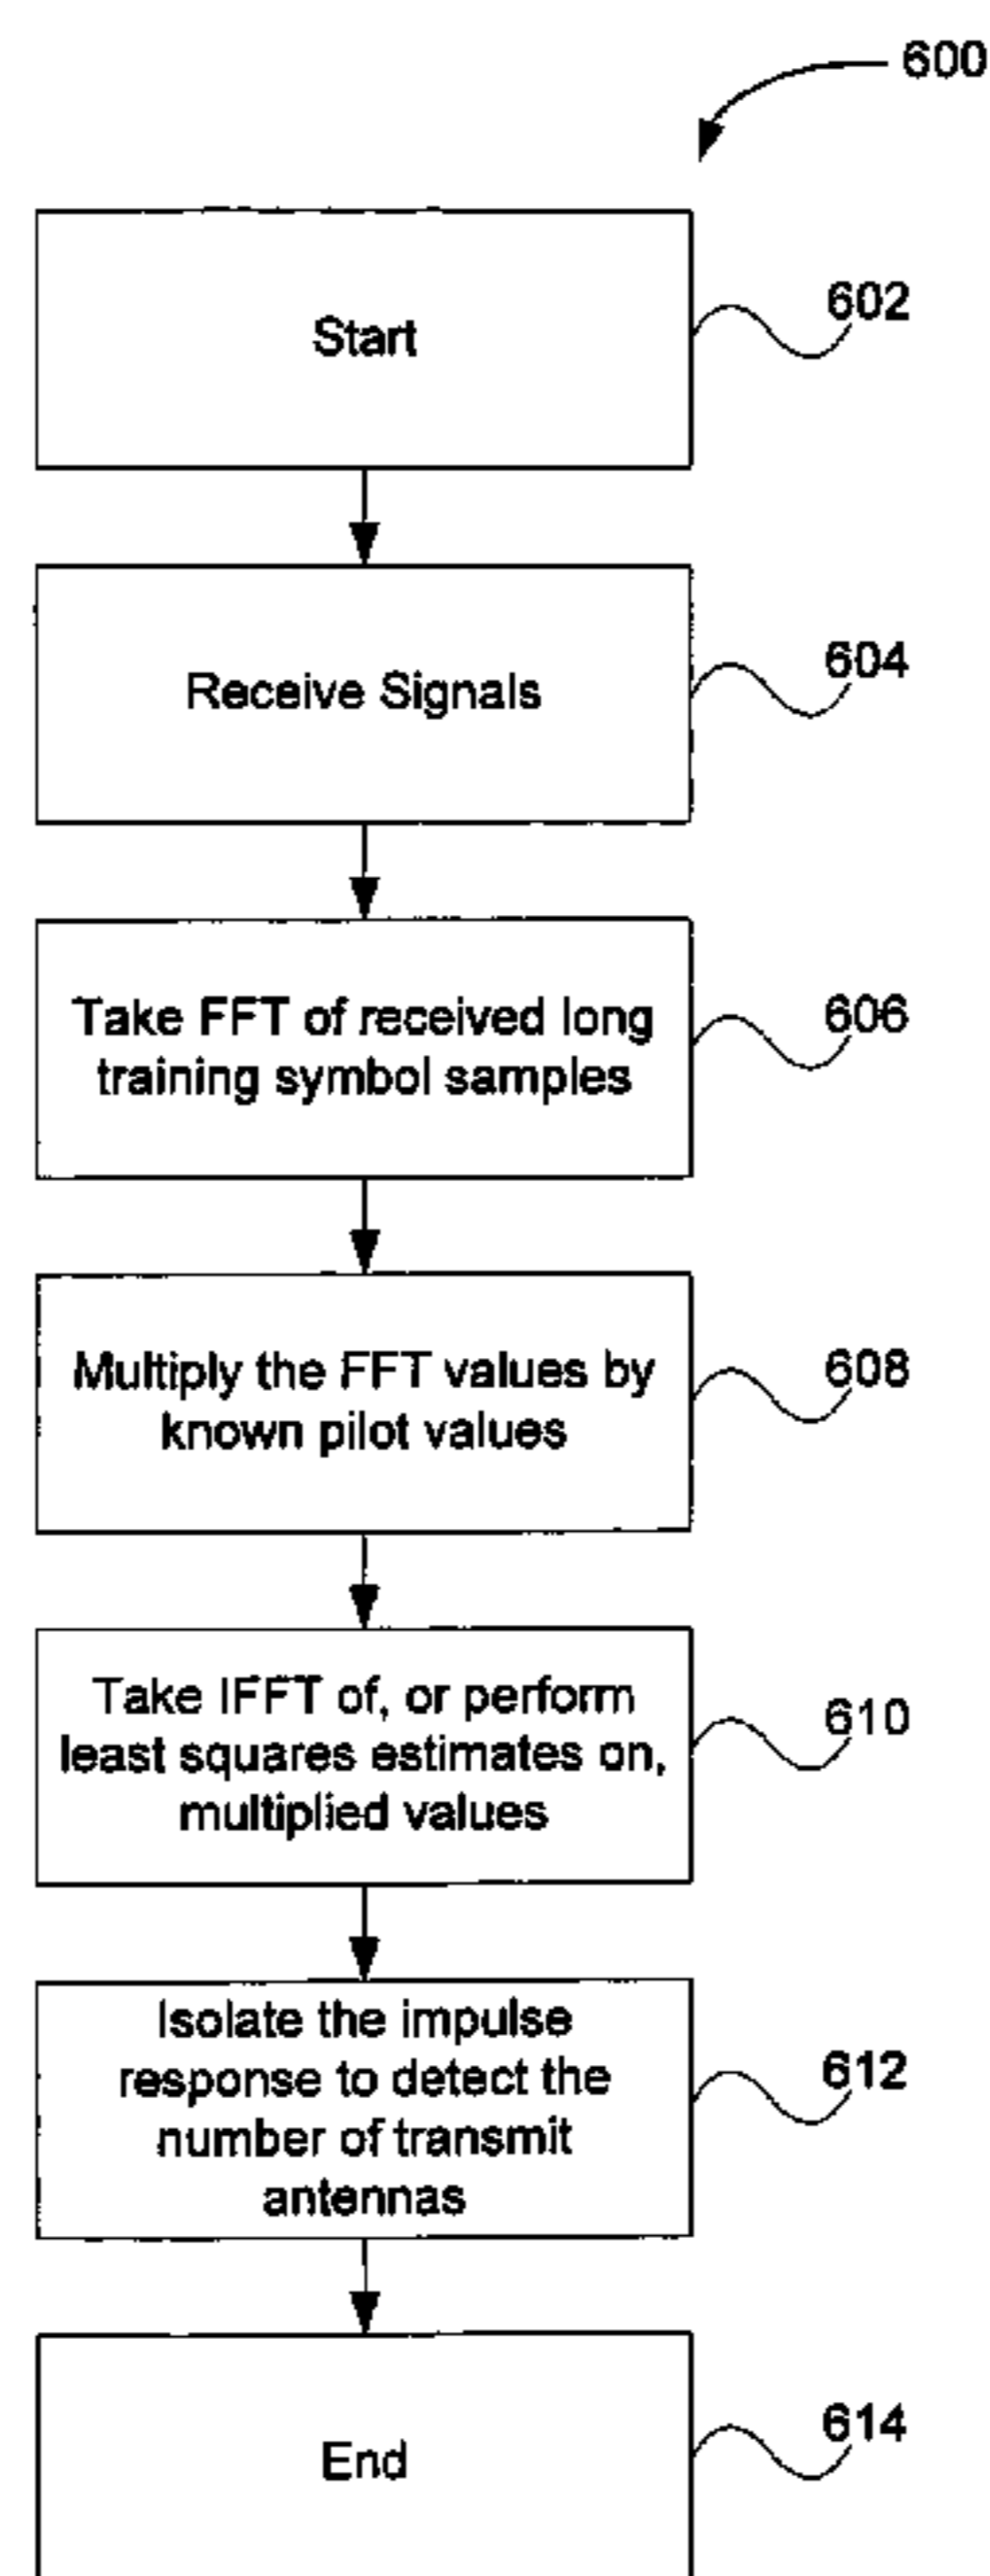 600
Start
602
Receive Signals
604
Take FFT of received long
training symbol samples
606
Multiply the FFT values by
known pilot values
608
Take IFFT of, or perform
least squares estimates on,
multiplied values
610
Isolate the impulse
response to detect the
number of transmit
antennas
612
End
614